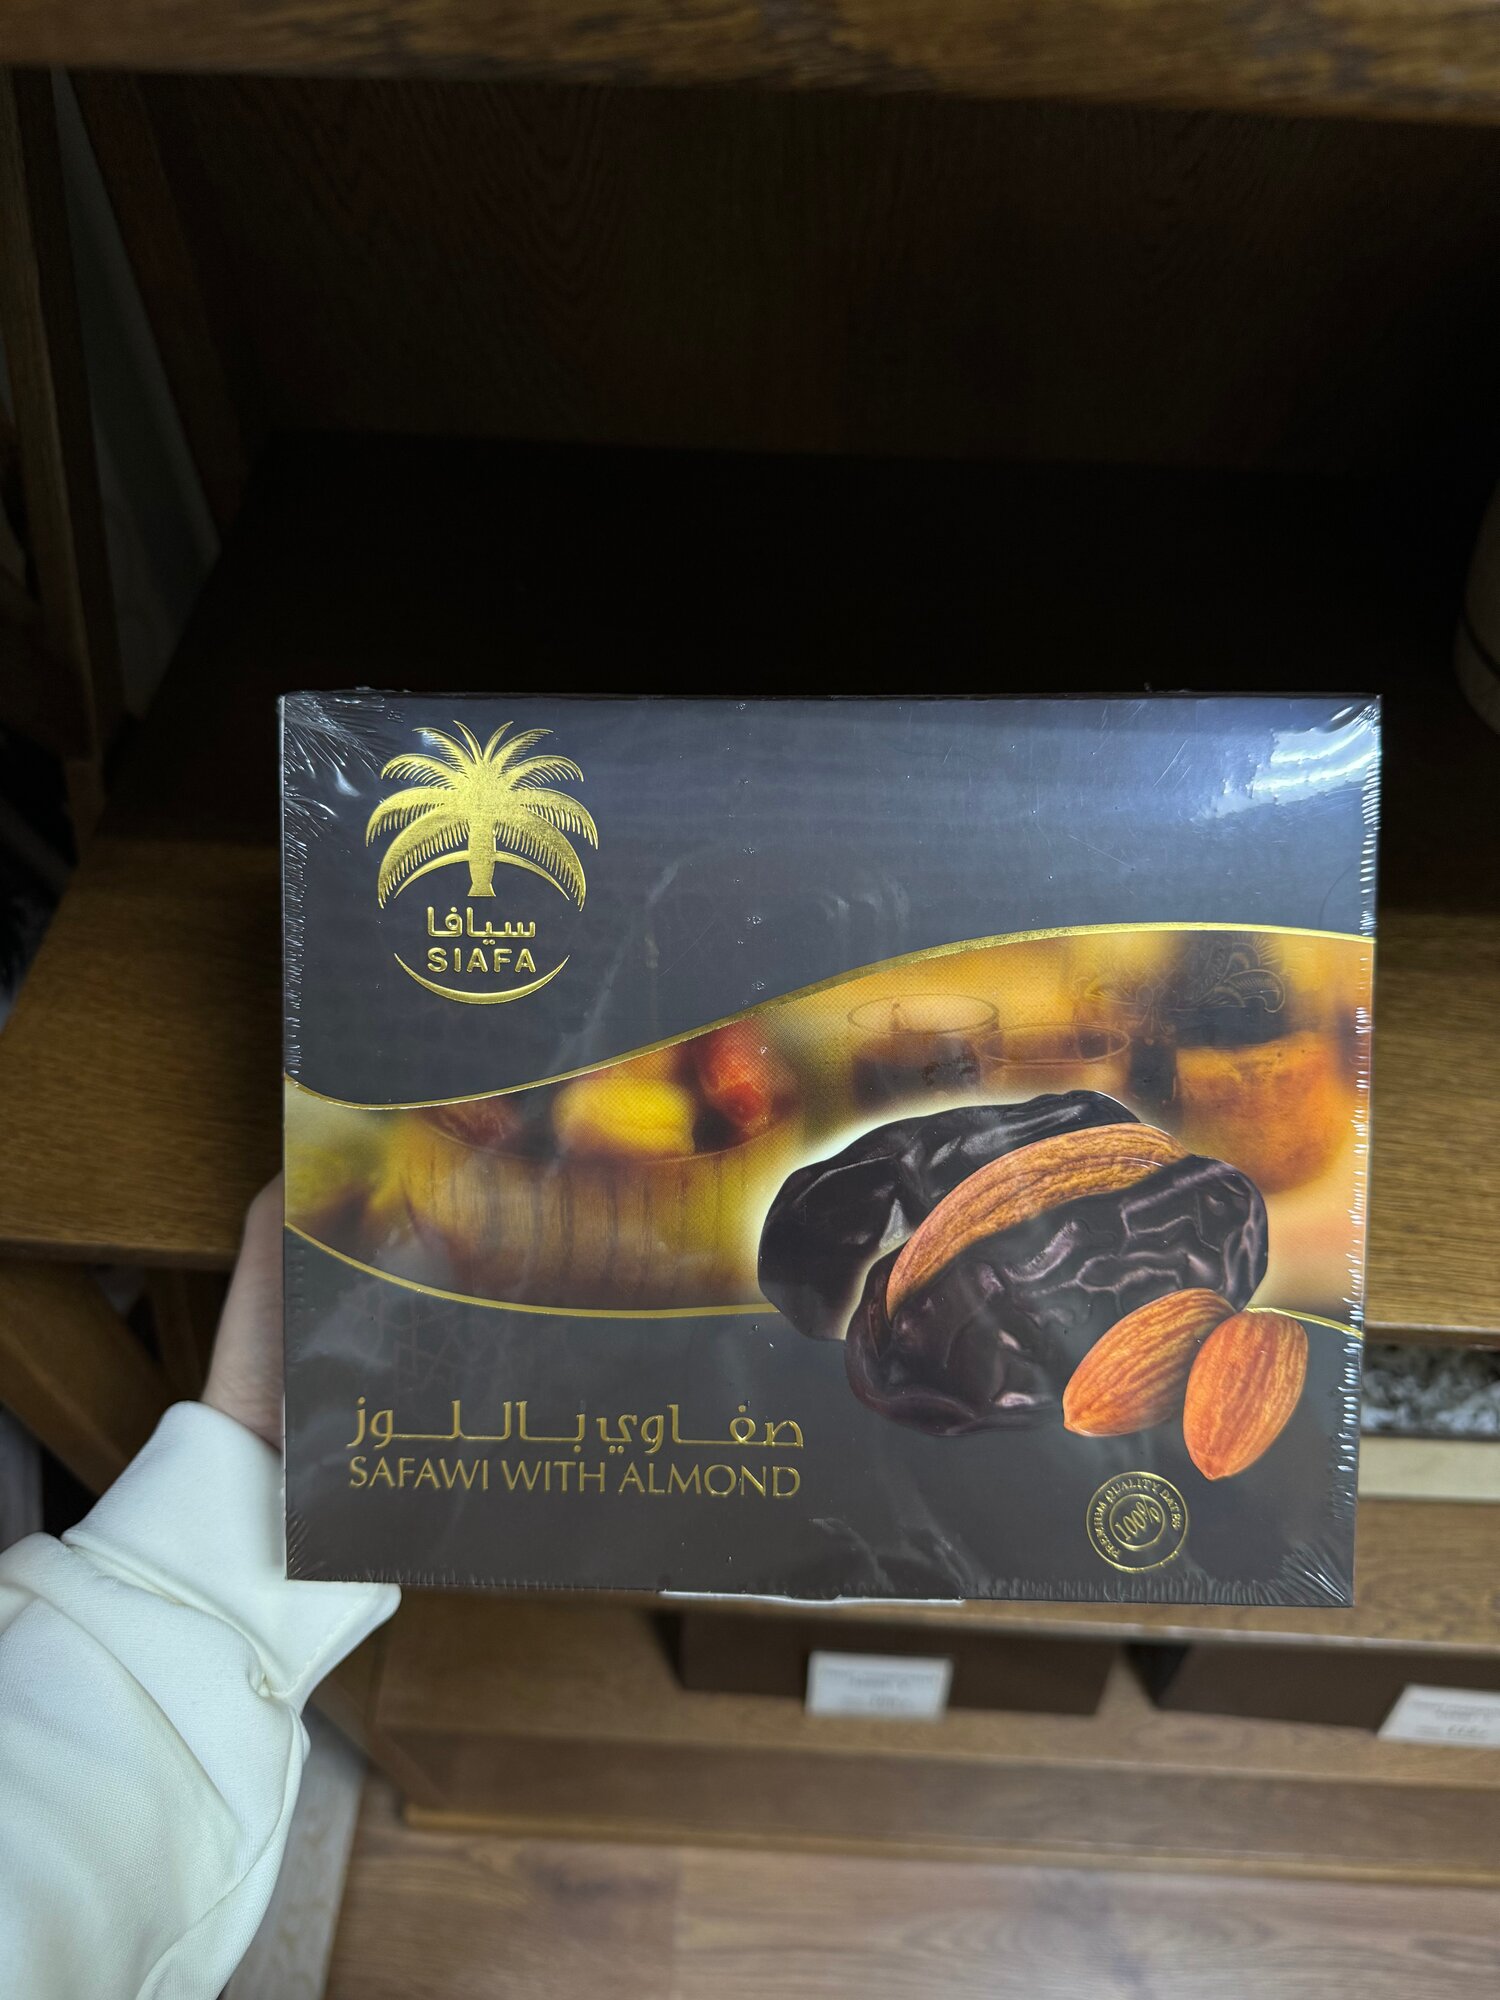 سيافا
SIAFA
صفاوي باللوز
SAFAWI WITH ALMOND
PREMIUM QUALITY DATES
100%